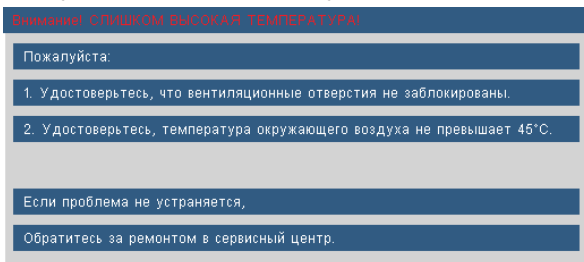 Внимание! СЛИШКОМ ВЫСОКАЯ ТЕМПЕРАТУРА!
Пожалуйста:
1. Удостоверьтесь, что вентиляционные отверстия не заблокированы.
2. Удостоверьтесь, температура окружающего воздуха не превышает 45°C.
Если проблема не устраняется,
Обратитесь за ремонтом в сервисный центр.